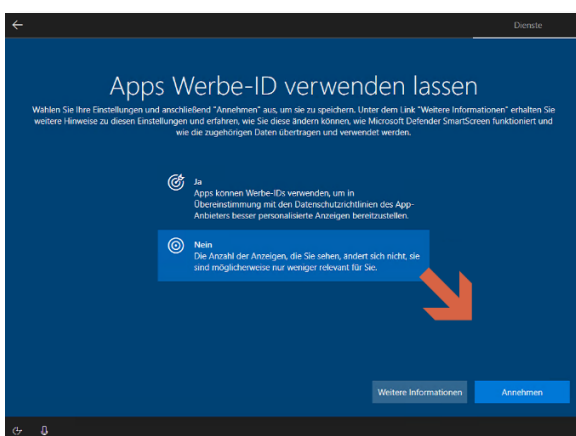 Dienste
Apps Werbe-ID verwenden lassen
Wählen Sie Ihre Einstellungen und anschließend "Annehmen" aus, um sie zu speichern. Unter dem Link "Weitere Informationen" erhalten Sie
weitere Hinweise zu diesen Einstellungen und erfahren, wie Sie diese ändern können, wie Microsoft Defender SmartScreen funktioniert und
wie die zugehörigen Daten übertragen und verwendet werden.
Ja
Apps können Werbe-IDs verwenden, um in
Übereinstimmung mit den Datenschutzrichtlinien des App-
Anbieters besser personalisierte Anzeigen bereitzustellen.
Nein
Die Anzahl der Anzeigen, die Sie sehen, ändert sich nicht, sie
sind möglicherweise nur weniger relevant für Sie.
Weitere Informationen
Annehmen